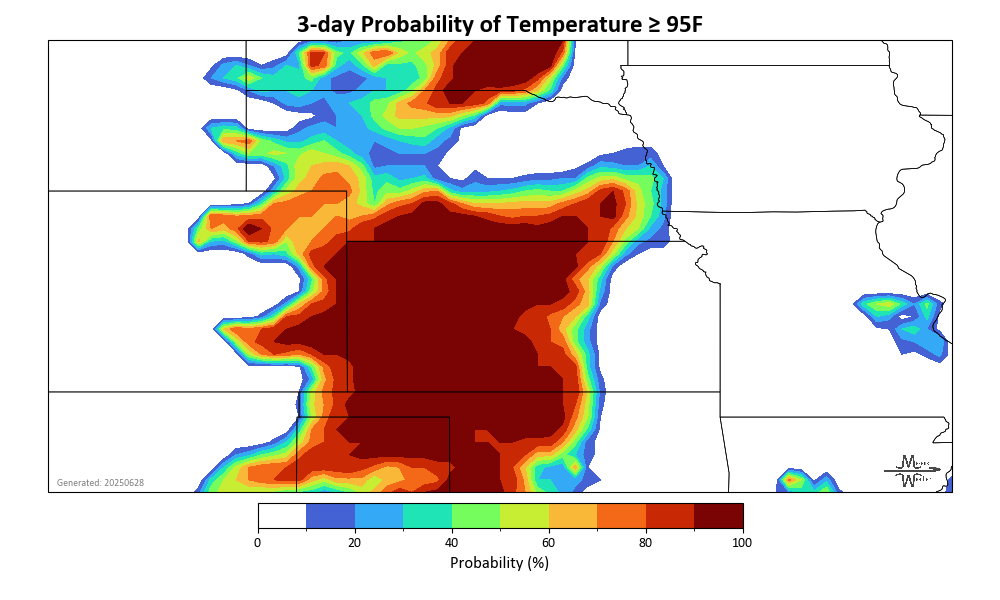 3-day Probability of Temperature ≥ 95F
Generated: 20250628
0 20 40 60 80 100
Probability (%)